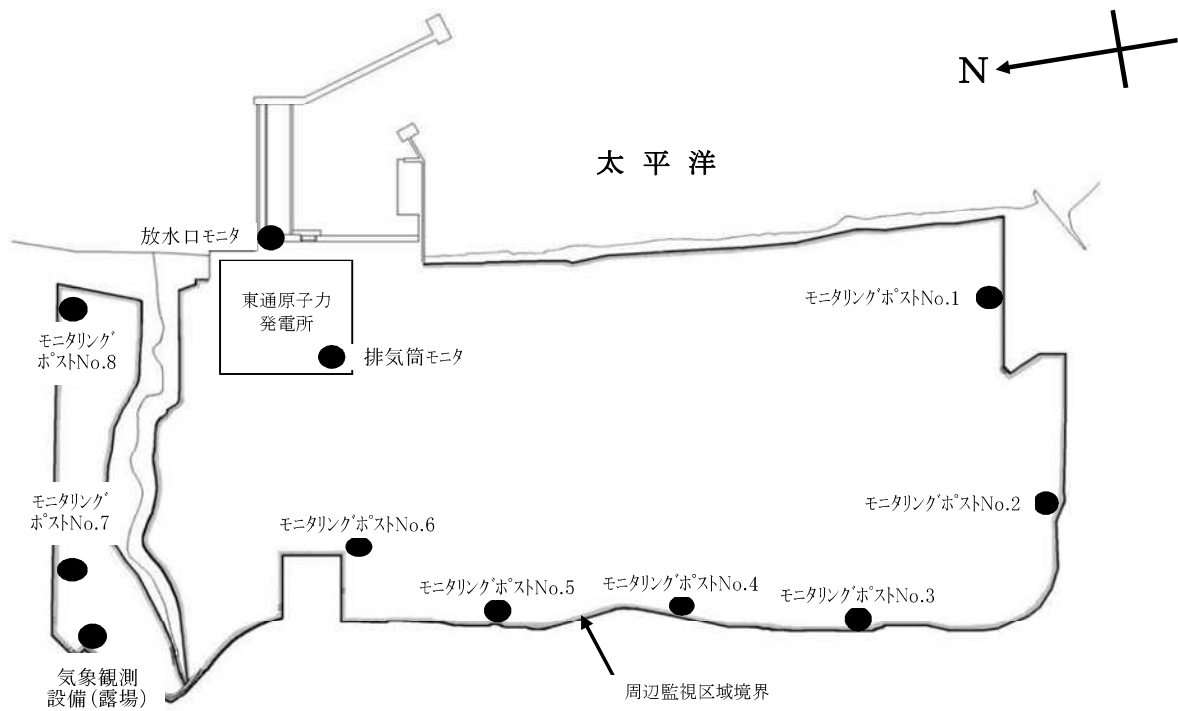 N
太平洋
放水口モニタ
東通原子力
発電所
排気筒モニタ
モニタリングポストNo.1
モニタリング
ポストNo.8
モニタリング
ポストNo.7
モニタリングポストNo.2
モニタリングポストNo.6
モニタリングポストNo.5
モニタリングポストNo.4
モニタリングポストNo.3
気象観測
設備(露場)
周辺監視区域境界